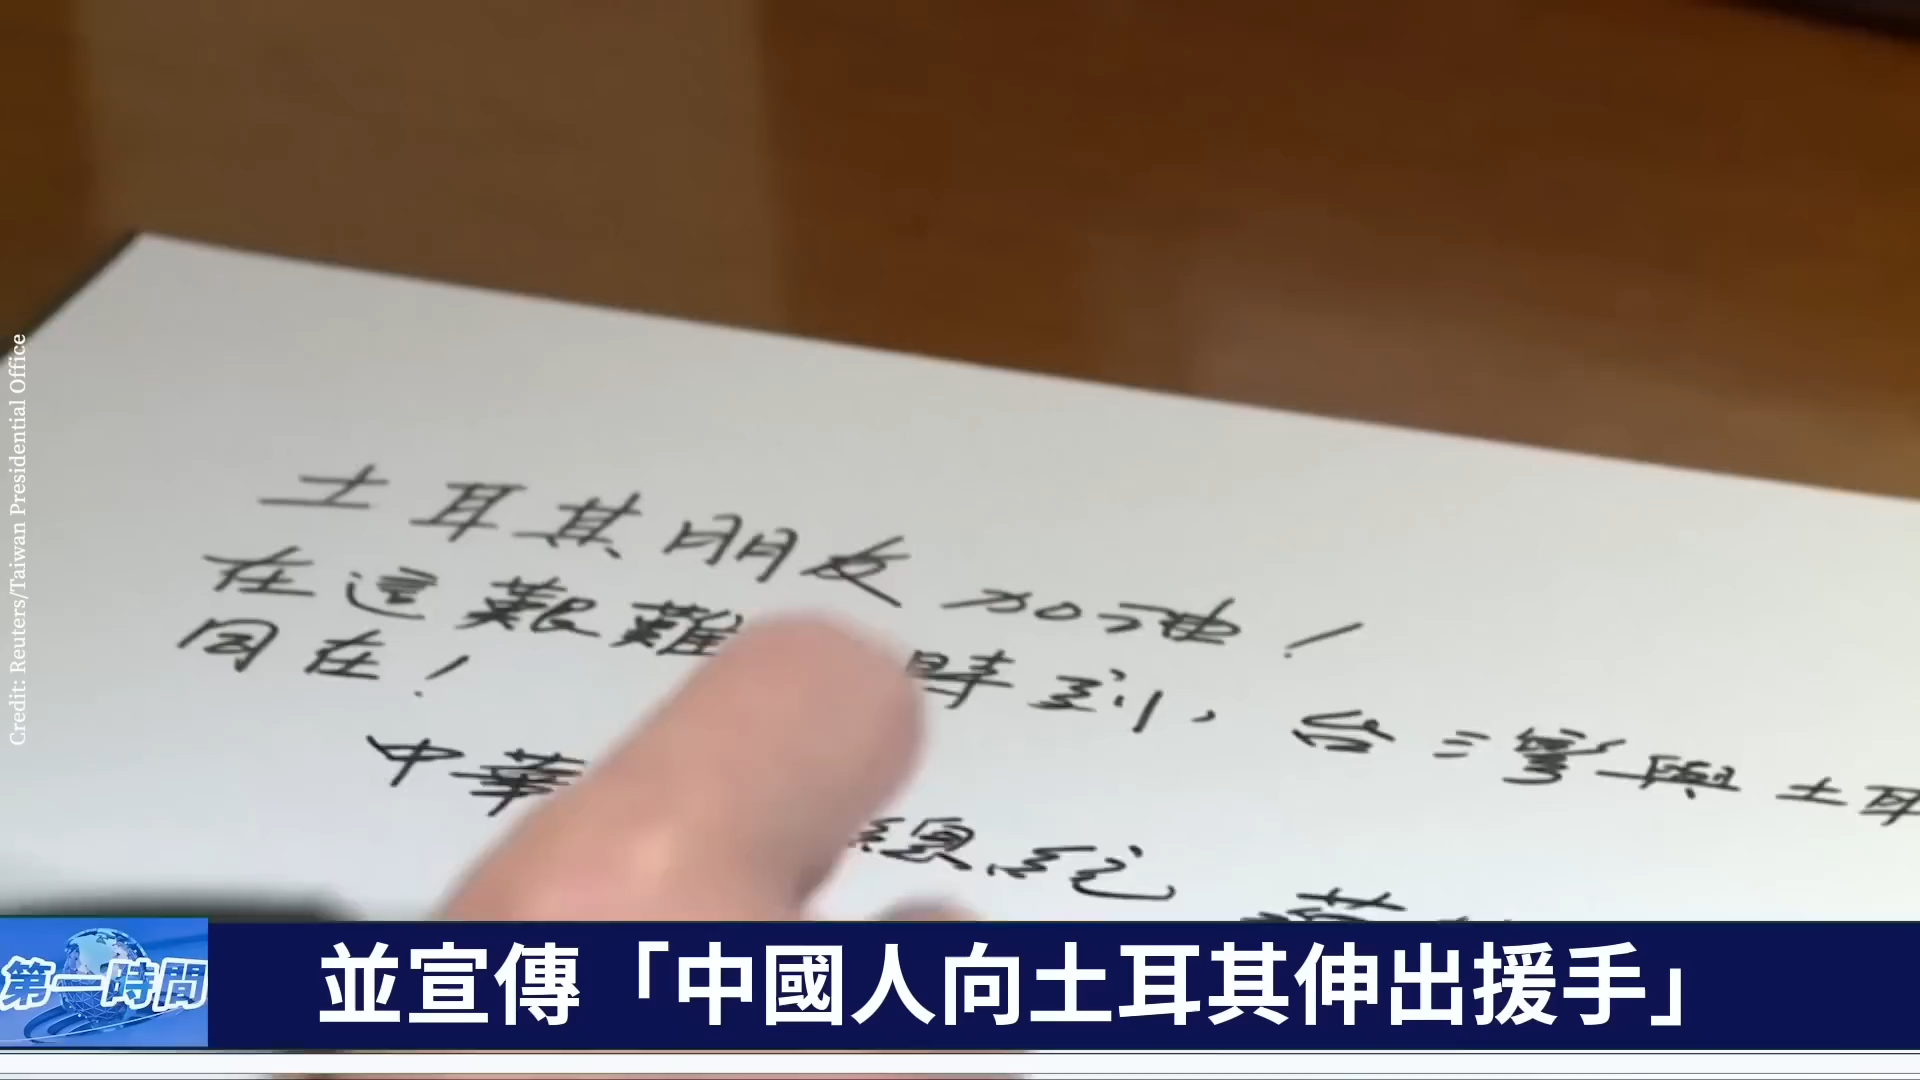 Credit: Reuters/Taiwan Presidential Office
土耳其朋友加油！
在這艱難 時刻，台灣與土耳
同在！
中華 總統 蔡
第一時間
並宣傳「中國人向土耳其伸出援手」